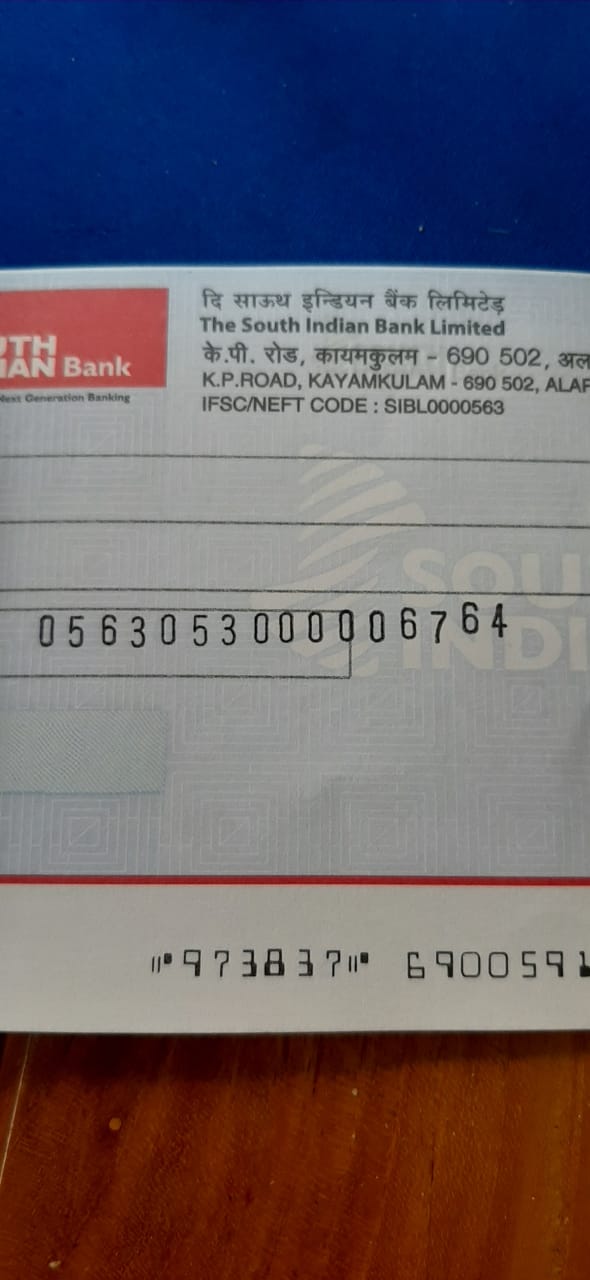 UTH
IAN Bank
Next Generation Banking
दि साऊथ इन्डियन बैंक लिमिटेड़
The South Indian Bank Limited
के.पी. रोड, कायमकुलम - 690 502, अल
K.P.ROAD, KAYAMKULAM - 690 502, ALAP
IFSC/NEFT CODE : SIBL0000563
SOU
INDI
0563053000006764
⑈973837⑈ 6900591